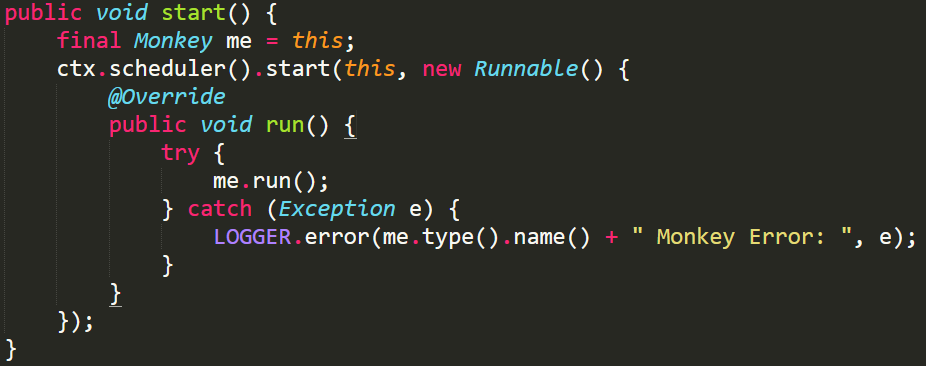 public void start() {
    final Monkey me = this;
    ctx.scheduler().start(this, new Runnable() {
        @Override
        public void run() {
            try {
                me.run();
            } catch (Exception e) {
                LOGGER.error(me.type().name() + " Monkey Error: ", e);
            }
        }
    });
}